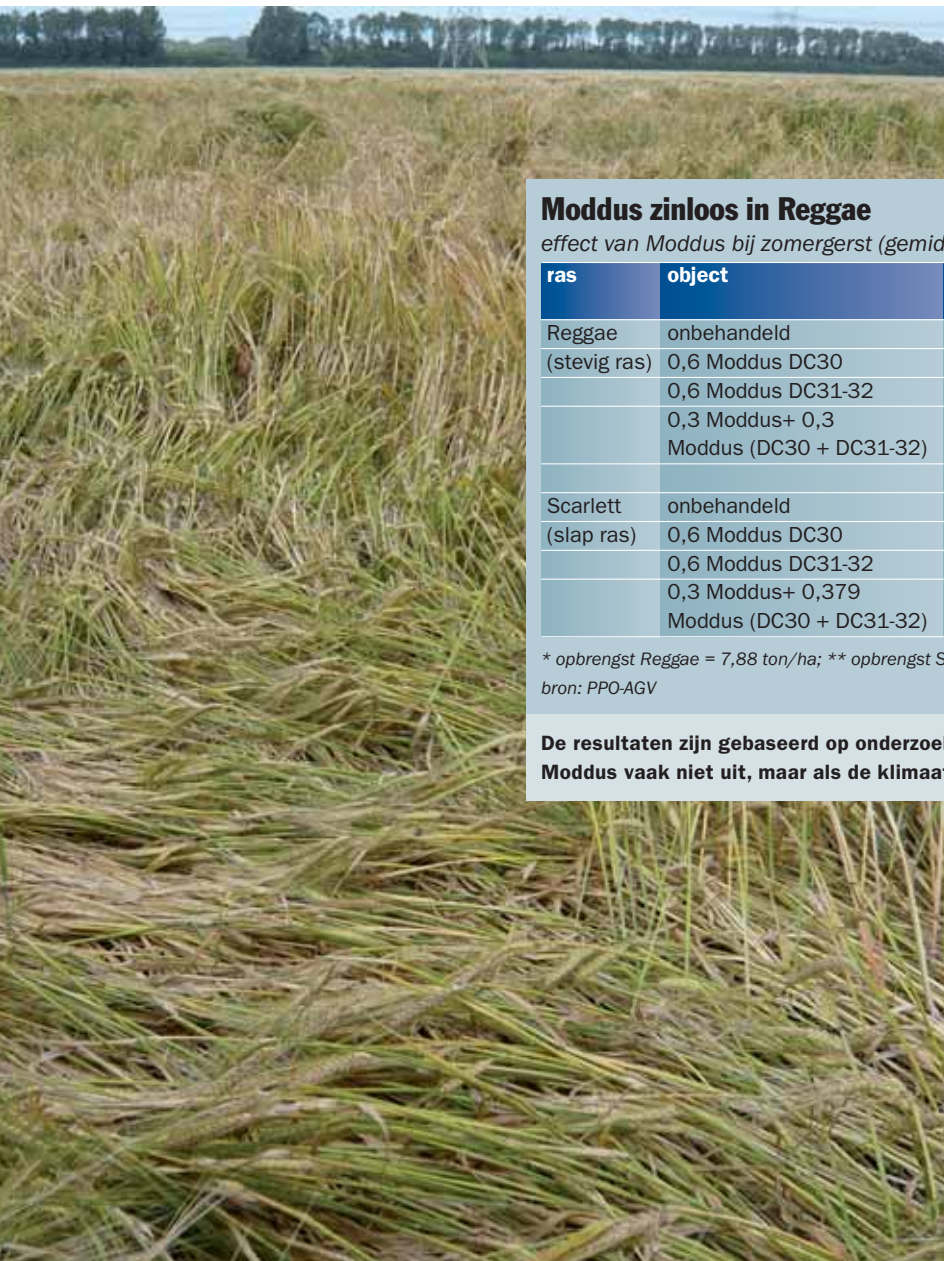 Moddus zinloos in Reggae
effect van Moddus bij zomergerst (gemid
ras object
Reggae onbehandeld
(stevig ras) 0,6 Moddus DC30
0,6 Moddus DC31-32
0,3 Moddus+ 0,3
Moddus (DC30 + DC31-32)
Scarlett onbehandeld
(slap ras) 0,6 Moddus DC30
0,6 Moddus DC31-32
0,3 Moddus+ 0,379
Moddus (DC30 + DC31-32)
* opbrengst Reggae = 7,88 ton/ha; ** opbrengst S
bron: PPO-AGV
De resultaten zijn gebaseerd op onderzoe
Moddus vaak niet uit, maar als de klimaat